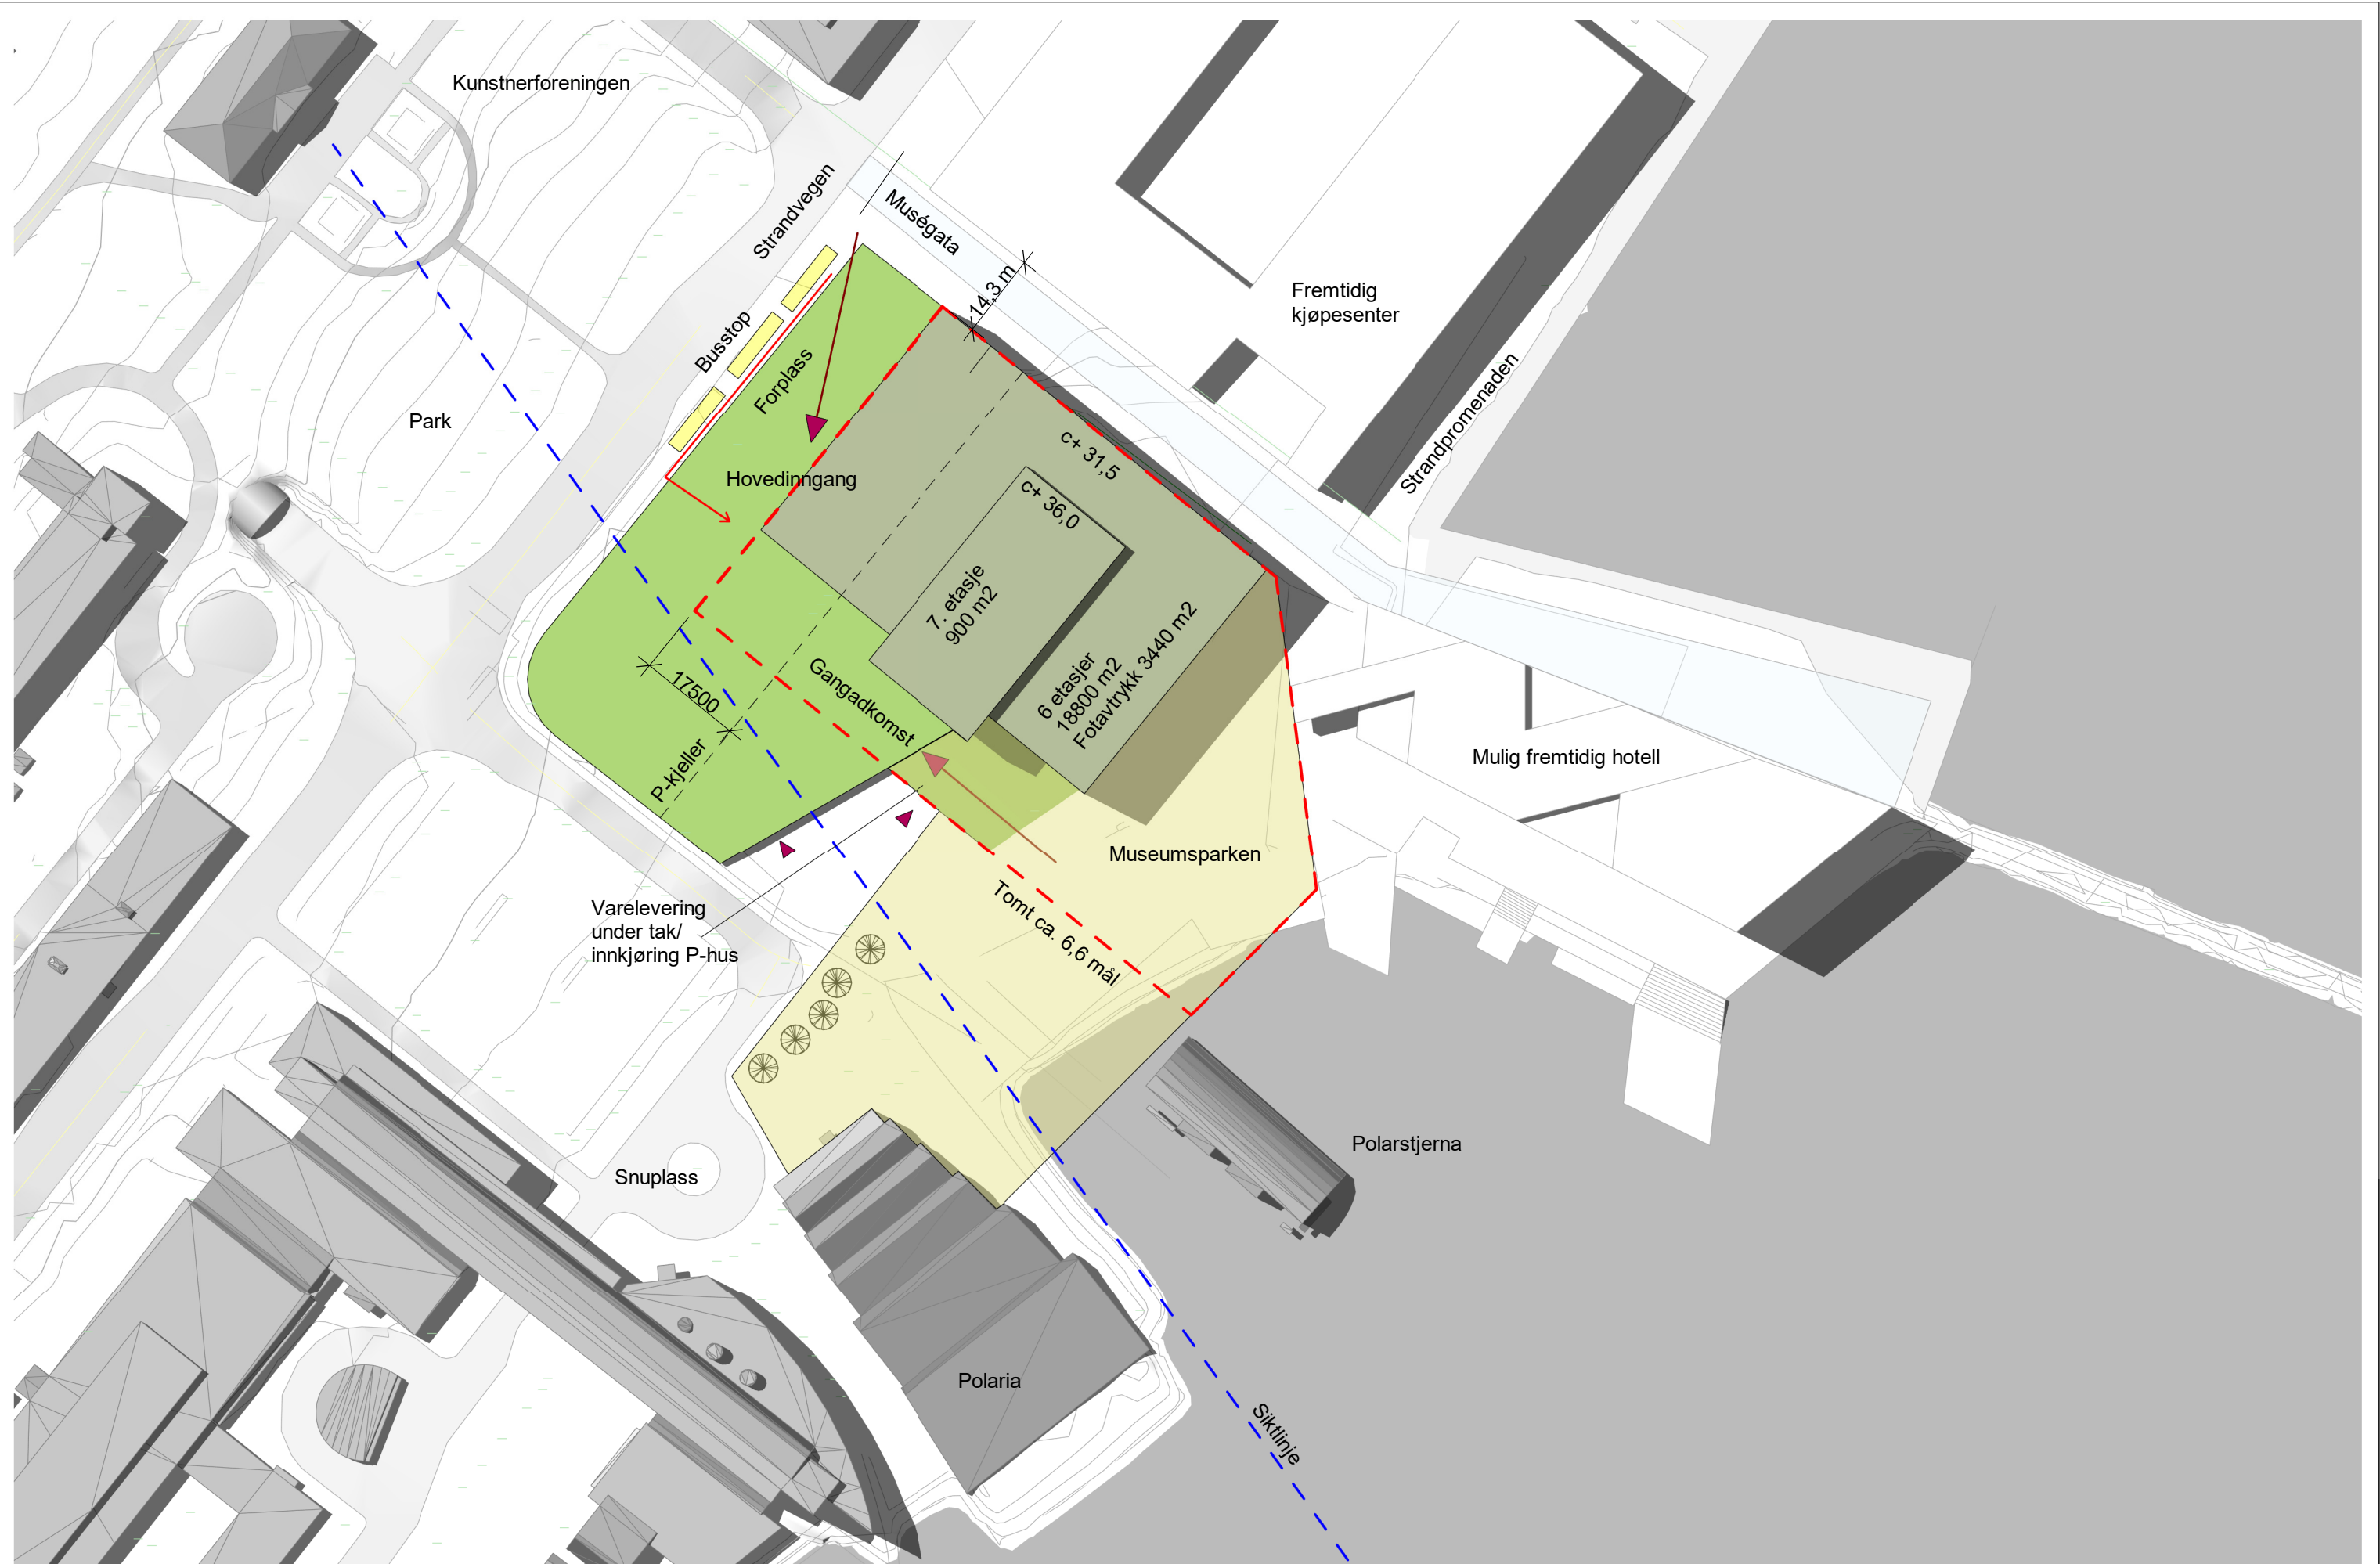 Kunstnerforeningen
Strandvegen
Muségata
14,3 m
Fremtidig
kjøpesenter
Busstop
Forplass
Strandpromenaden
Park
Hovedinngang
c+ 31,5
c+ 36,0
7. etasje
900 m2
6 etasjer
18800 m2
Fotavtrykk 3440 m2
Gangadkomst
17500
P-kjeller
Mulig fremtidig hotell
Museumsparken
Tomt ca. 6,6 mål
Varelevering
under tak/
innkjøring P-hus
Polarstjerna
Snuplass
Polaria
Siktlinje